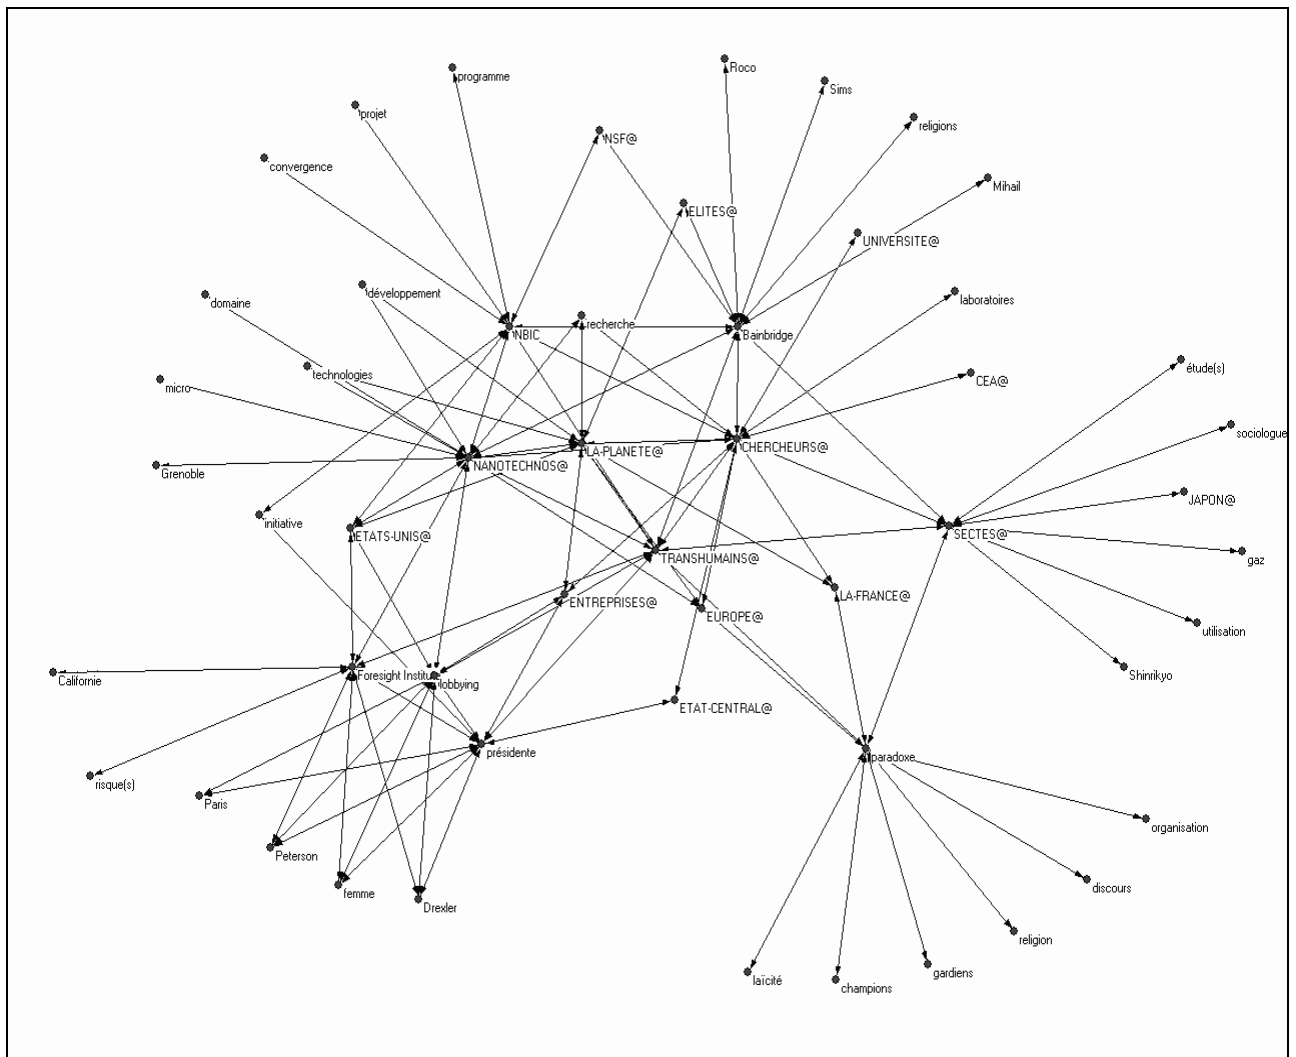 Roco
programme
Sims
projet
religions
NSF@
convergence
Mihail
ELITES@
UNIVERSITE@
développement
domaine
laboratoires
recherche
NBIC
Bainbridge
étude(s)
technologies
CEA@
micro
sociologue
CHERCHEURS@
LA-PLANETE@
NANOTECHNOS@
Grenoble
JAPON@
initiative
ETATS-UNIS@
SECTES@
TRANSHUMAINS@
gaz
LA-FRANCE@
ENTREPRISES@
EUROPE@
utilisation
Foresight Institu
Shinrikyo
Californie
lobbying
ETAT-CENTRAL@
présidente
paradoxe
risque(s)
Paris
organisation
Peterson
discours
femme
Drexler
religion
gardiens
laïcité
champions